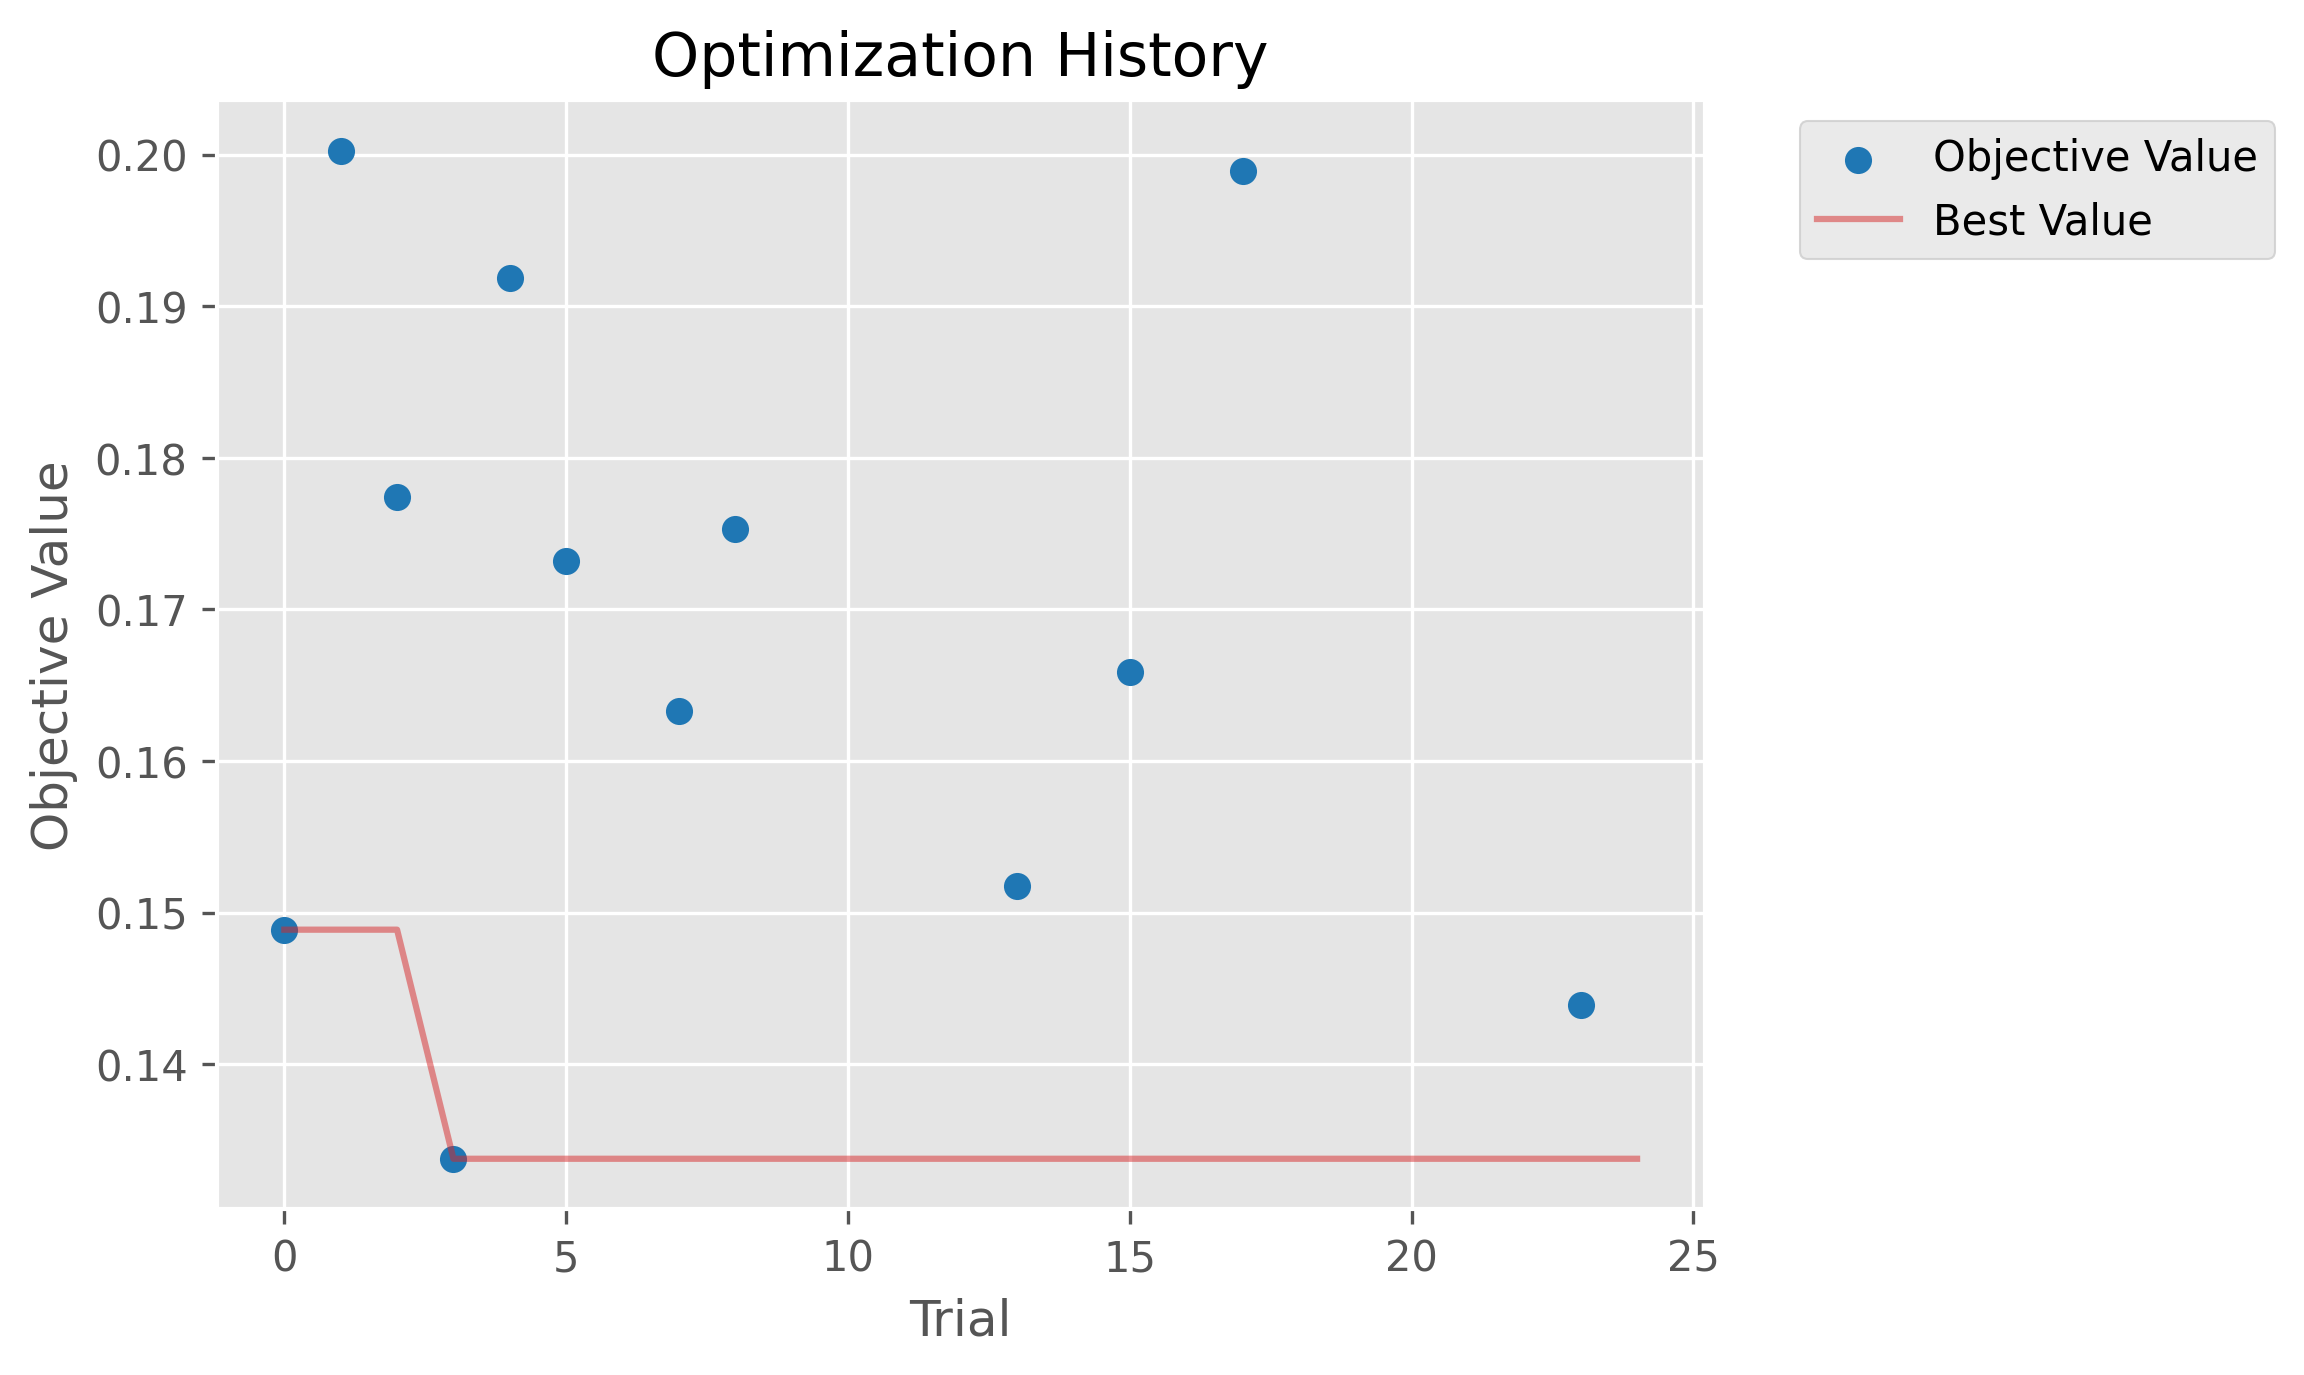 Optimization History
Objective Value
Best Value
0.20
0.19
0.18
0.17
0.16
0.15
0.14
Objective Value
0
5
10
15
20
25
Trial